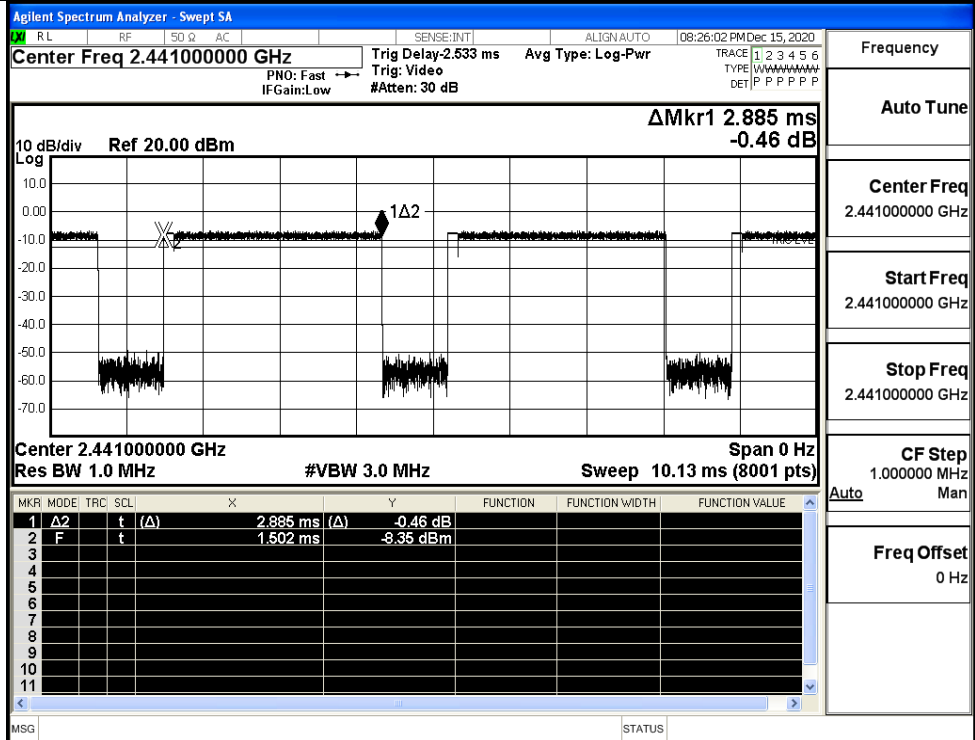 Agilent Spectrum Analyzer - Swept SA
LXI RL RF 50 Ω AC SENSE:INT ALIGN AUTO 08:26:02 PM Dec 15, 2020
Center Freq 2.441000000 GHz
Trig Delay-2.533 ms Avg Type: Log-Pwr TRACE 1 2 3 4 5 6
PNO: Fast Trig: Video TYPE WWWWWW
IFGain:Low #Atten: 30 dB DET P P P P P P
ΔMkr1 2.885 ms
-0.46 dB
10 dB/div Ref 20.00 dBm
Log
10.0
0.00
-10.0
-20.0
-30.0
-40.0
-50.0
-60.0
-70.0
1Δ2
2
TRIG LVL
Center 2.441000000 GHz Span 0 Hz
Res BW 1.0 MHz #VBW 3.0 MHz Sweep 10.13 ms (8001 pts)
MKR MODE TRC SCL X Y FUNCTION FUNCTION WIDTH FUNCTION VALUE
1 Δ2 t (Δ) 2.885 ms (Δ) -0.46 dB
2 F t 1.502 ms -8.35 dBm
3
4
5
6
7
8
9
10
11
MSG STATUS
Frequency
Auto Tune
Center Freq
2.441000000 GHz
Start Freq
2.441000000 GHz
Stop Freq
2.441000000 GHz
CF Step
1.000000 MHz
Auto Man
Freq Offset
0 Hz